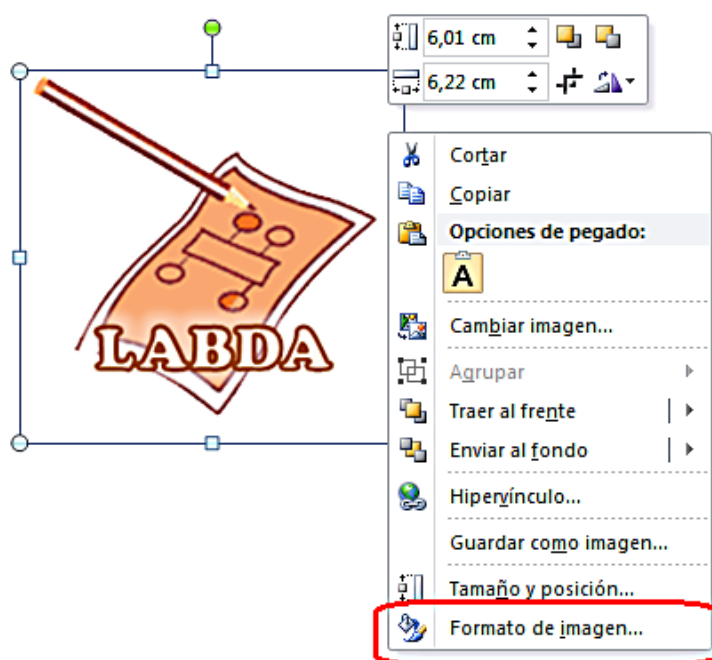 6,01 cm
6,22 cm
Cortar
Copiar
Opciones de pegado:
A
Cambiar imagen...
Agrupar
Traer al frente
Enviar al fondo
Hipervínculo...
Guardar como imagen...
Tamaño y posición...
Formato de imagen...
LABDA